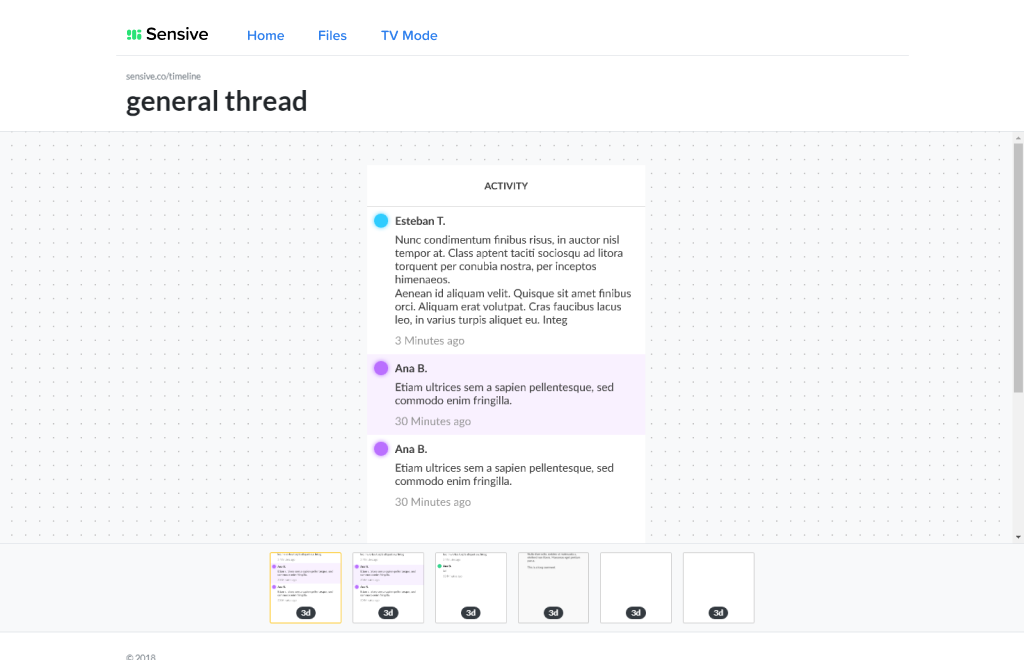 Sensive Home Files TV Mode
sensive.co/timeline
general thread
ACTIVITY
Esteban T.
Nunc condimentum finibus risus, in auctor nisl
tempor at. Class aptent taciti sociosqu ad litora
torquent per conubia nostra, per inceptos
himenaeos.
Aenean id aliquam velit. Quisque sit amet finibus
orci. Aliquam erat volutpat. Cras faucibus lacus
leo, in varius turpis aliquet eu. Integ
3 Minutes ago
Ana B.
Etiam ultrices sem a sapien pellentesque, sed
commodo enim fringilla.
30 Minutes ago
Ana B.
Etiam ultrices sem a sapien pellentesque, sed
commodo enim fringilla.
30 Minutes ago
3d 3d 3d 3d 3d 3d
© 2018